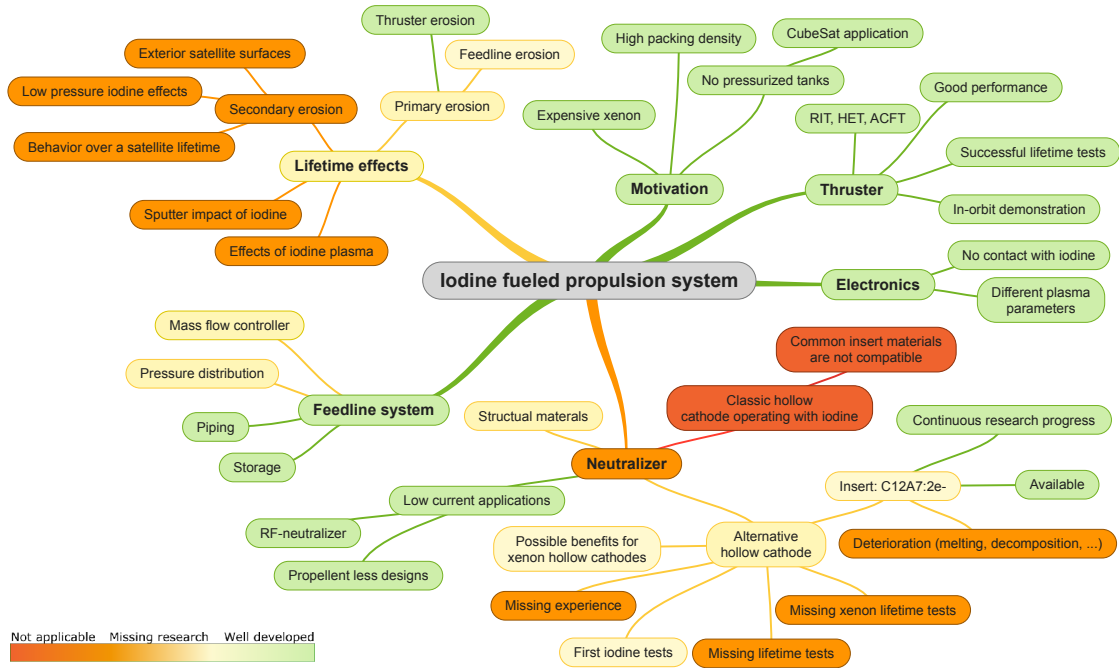 Thruster erosion
Feedline erosion
Exterior satellite surfaces
Low pressure iodine effects
Secondary erosion
Primary erosion
Behavior over a satellite lifetime
Lifetime effects
Sputter impact of iodine
Effects of iodine plasma
High packing density
CubeSat application
No pressurized tanks
Expensive xenon
Motivation
Good performance
RIT, HET, ACFT
Successful lifetime tests
Thruster
In-orbit demonstration
Iodine fueled propulsion system
No contact with iodine
Electronics
Different plasma
parameters
Mass flow controller
Pressure distribution
Feedline system
Piping
Storage
Common insert materials
are not compatible
Classic hollow
cathode operating with iodine
Structual materals
Neutralizer
Low current applications
RF-neutralizer
Propellent less designs
Continuous research progress
Insert: C12A7:2e-
Available
Deterioration (melting, decomposition, ...)
Alternative
hollow cathode
Possible benefits for
xenon hollow cathodes
Missing experience
First iodine tests
Missing lifetime tests
Missing xenon lifetime tests
Not applicable Missing research Well developed